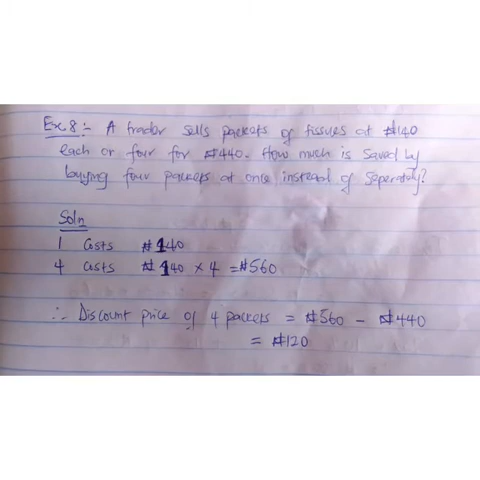 Ex 8:- A trader sells packets of tissues at ₦140
each or four for ₦440. How much is saved by
buying four packets at once instead of seperately?
Soln
1 Costs ₦140
4 Costs ₦140 × 4 = ₦560
∴ Discount price of 4 packets = ₦560 - ₦440
= ₦120